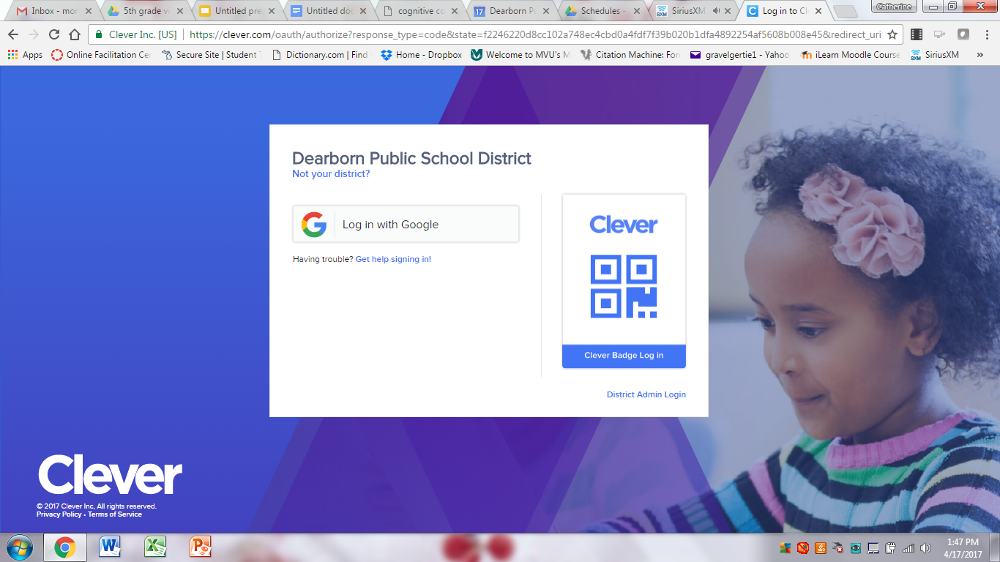 Inbox - mor
5th grade v
Untitled pre
Untitled doc
cognitive co
17
Dearborn Pu
Schedules -
SXM
SiriusXM
C
Log in to Cl
Catherine
Clever Inc. [US]
https://clever.com/oauth/authorize?response_type=code&state=f2246220d8cc102a748ec4cbd0a4fdf7f39b020b1dfa4892254af5608b008e45&redirect_uri
Apps
Online Facilitation Cer
Secure Site | Student T
Dictionary.com | Find
Home - Dropbox
Welcome to MVU's M
Citation Machine: For
gravelgertie1 - Yahoo
iLearn Moodle Course
SXM
SiriusXM
»
Dearborn Public School District
Not your district?
Log in with Google
Having trouble? Get help signing in!
Clever
Clever Badge Log in
District Admin Login
Clever
© 2017 Clever Inc, All rights reserved.
Privacy Policy - Terms of Service
1:47 PM
4/17/2017